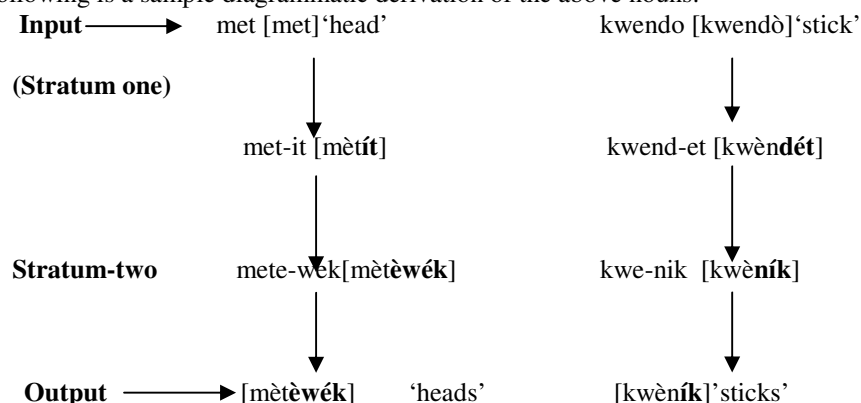 ollowing is a sample diagrammatic derivation of the above nouns.
Input met [met]‘head’ kwendo [kwendò]‘stick’
(Stratum one)
met-it [mètít] kwend-et [kwèndét]
Stratum-two mete-wek[mètèwék] kwe-nik [kwèník]
Output [mètèwék] ‘heads’ [kwèník]’sticks’